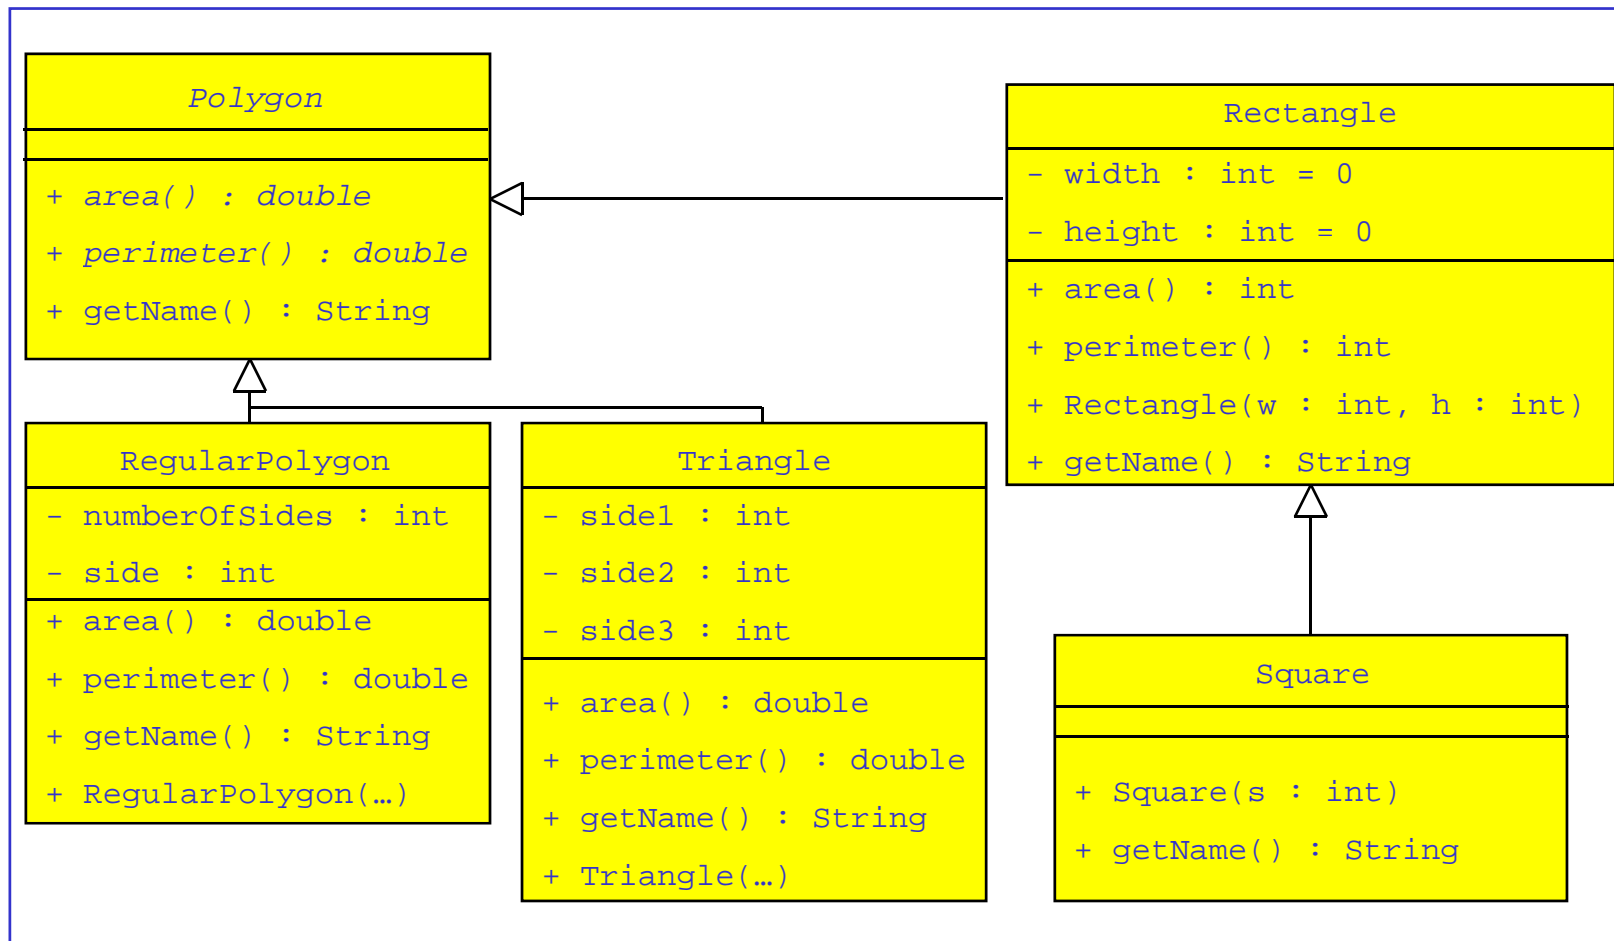 Polygon
+ area() : double
+ perimeter() : double
+ getName() : String
Rectangle
- width : int = 0
- height : int = 0
+ area() : int
+ perimeter() : int
+ Rectangle(w : int, h : int)
+ getName() : String
RegularPolygon
- numberOfSides : int
- side : int
+ area() : double
+ perimeter() : double
+ getName() : String
+ RegularPolygon(…)
Triangle
- side1 : int
- side2 : int
- side3 : int
+ area() : double
+ perimeter() : double
+ getName() : String
+ Triangle(…)
Square
+ Square(s : int)
+ getName() : String